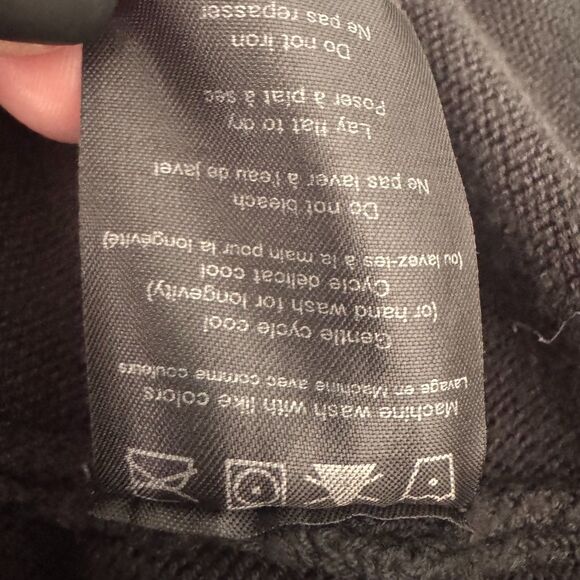 Machine wash with like colors
Lavage en Machine avec comme couleurs
Gentle cycle cool
(or hand wash for longevity)
Cycle délicat cool
(ou lavez-les à la main pour la longévité)
Do not bleach
Ne pas laver à l'eau de javel
Lay flat to dry
Poser à plat à sec
Do not iron
Ne pas repasser